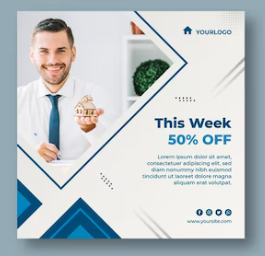 YOURLOGO
This Week
50% OFF
Lorem ipsum dolor sit amet,
consectetuer adipiscing elit, sed
diam nonummy nibh euismod
tincidunt ut laoreet dolore magna
aliquam erat volutpat.
www.yoursite.com